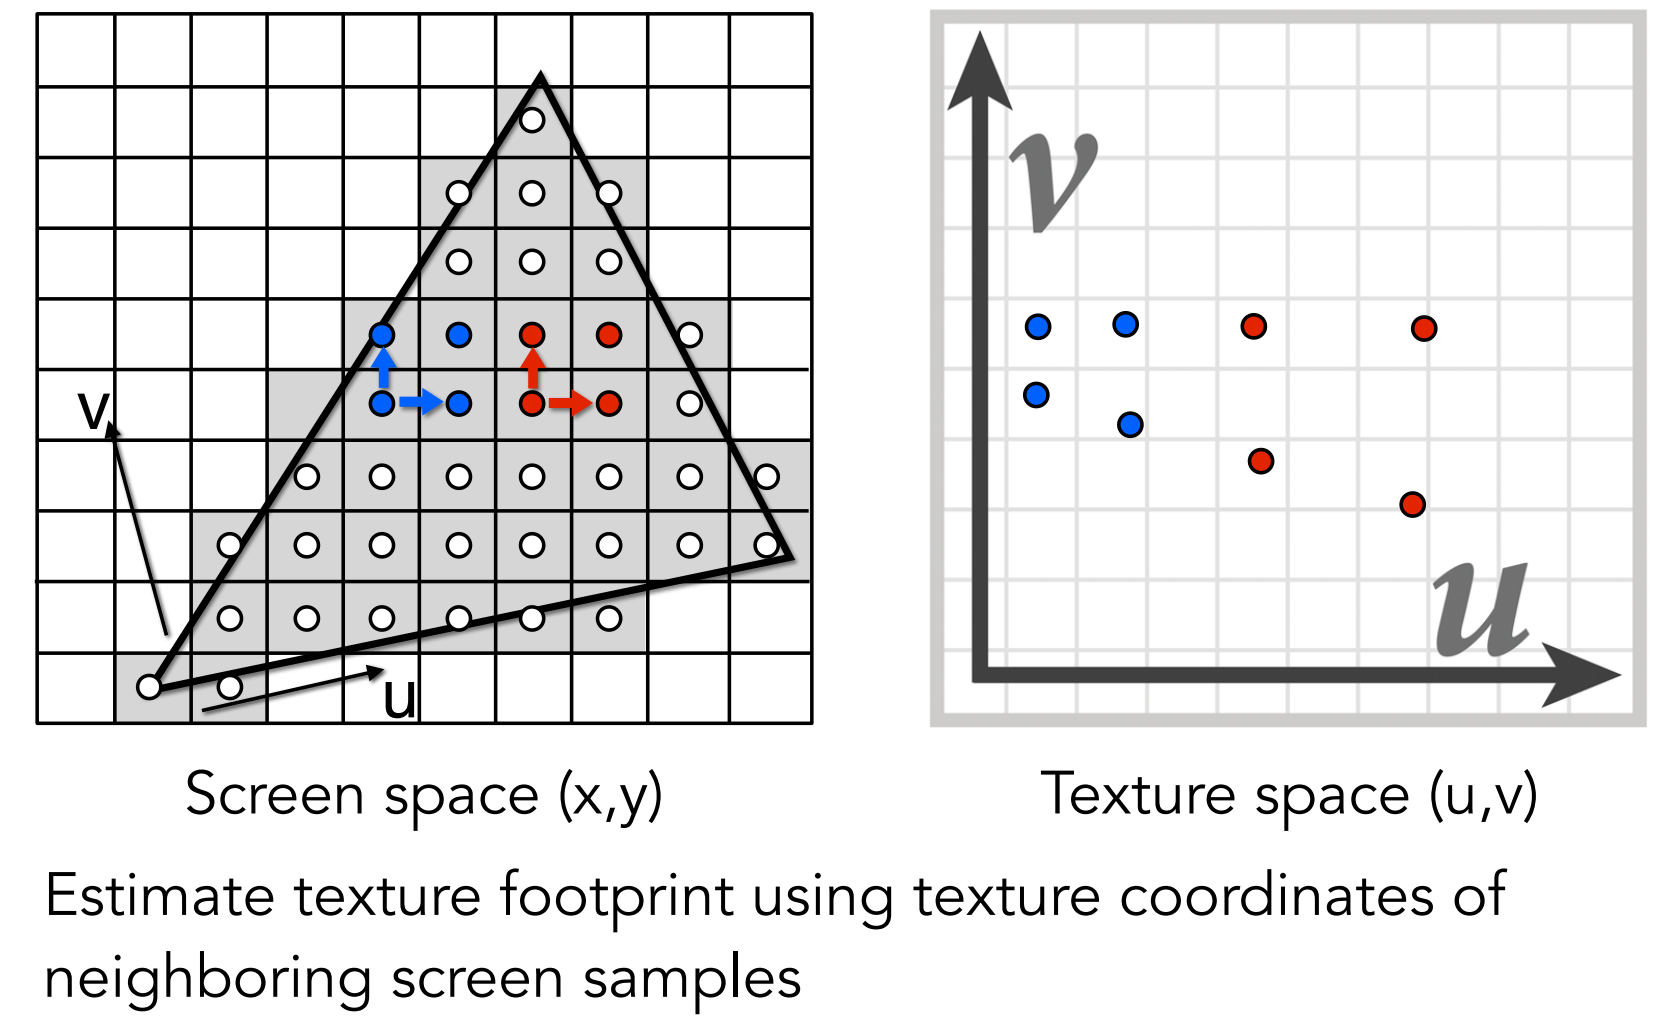 v
u
v
u
Screen space (x,y)
Texture space (u,v)
Estimate texture footprint using texture coordinates of
neighboring screen samples